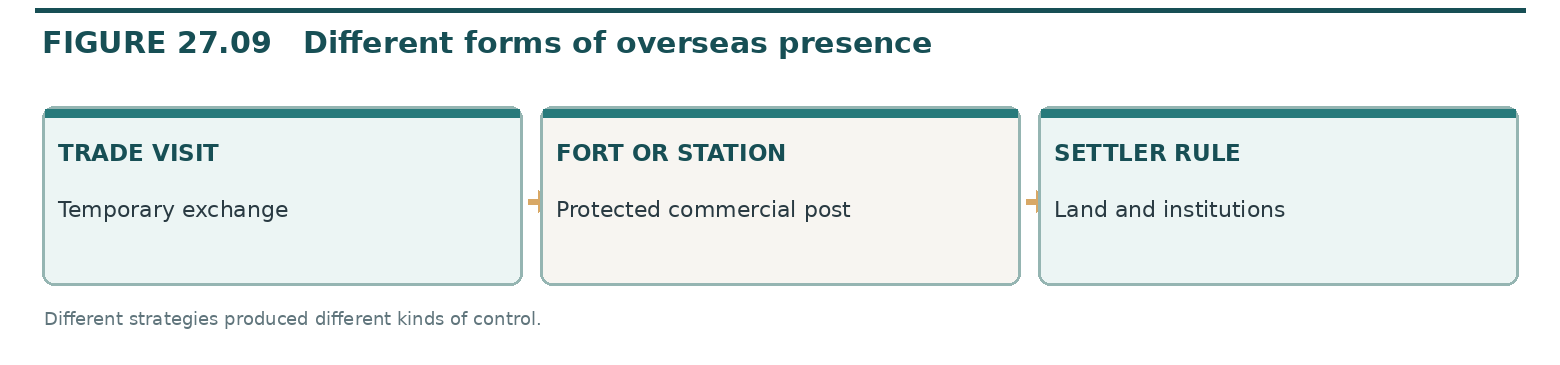 FIGURE 27.09 Different forms of overseas presence
TRADE VISIT
Temporary exchange
FORT OR STATION
Protected commercial post
SETTLER RULE
Land and institutions
Different strategies produced different kinds of control.